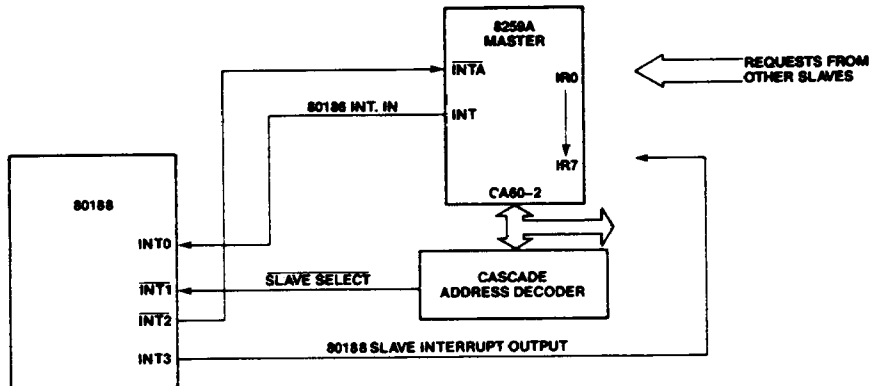 8259A
MASTER
INTA
IR0
REQUESTS FROM
OTHER SLAVES
80186 INT. IN
INT
IR7
80188
CA60-2
INT0
SLAVE SELECT
CASCADE
ADDRESS DECODER
INT1
INT2
80188 SLAVE INTERRUPT OUTPUT
INT3